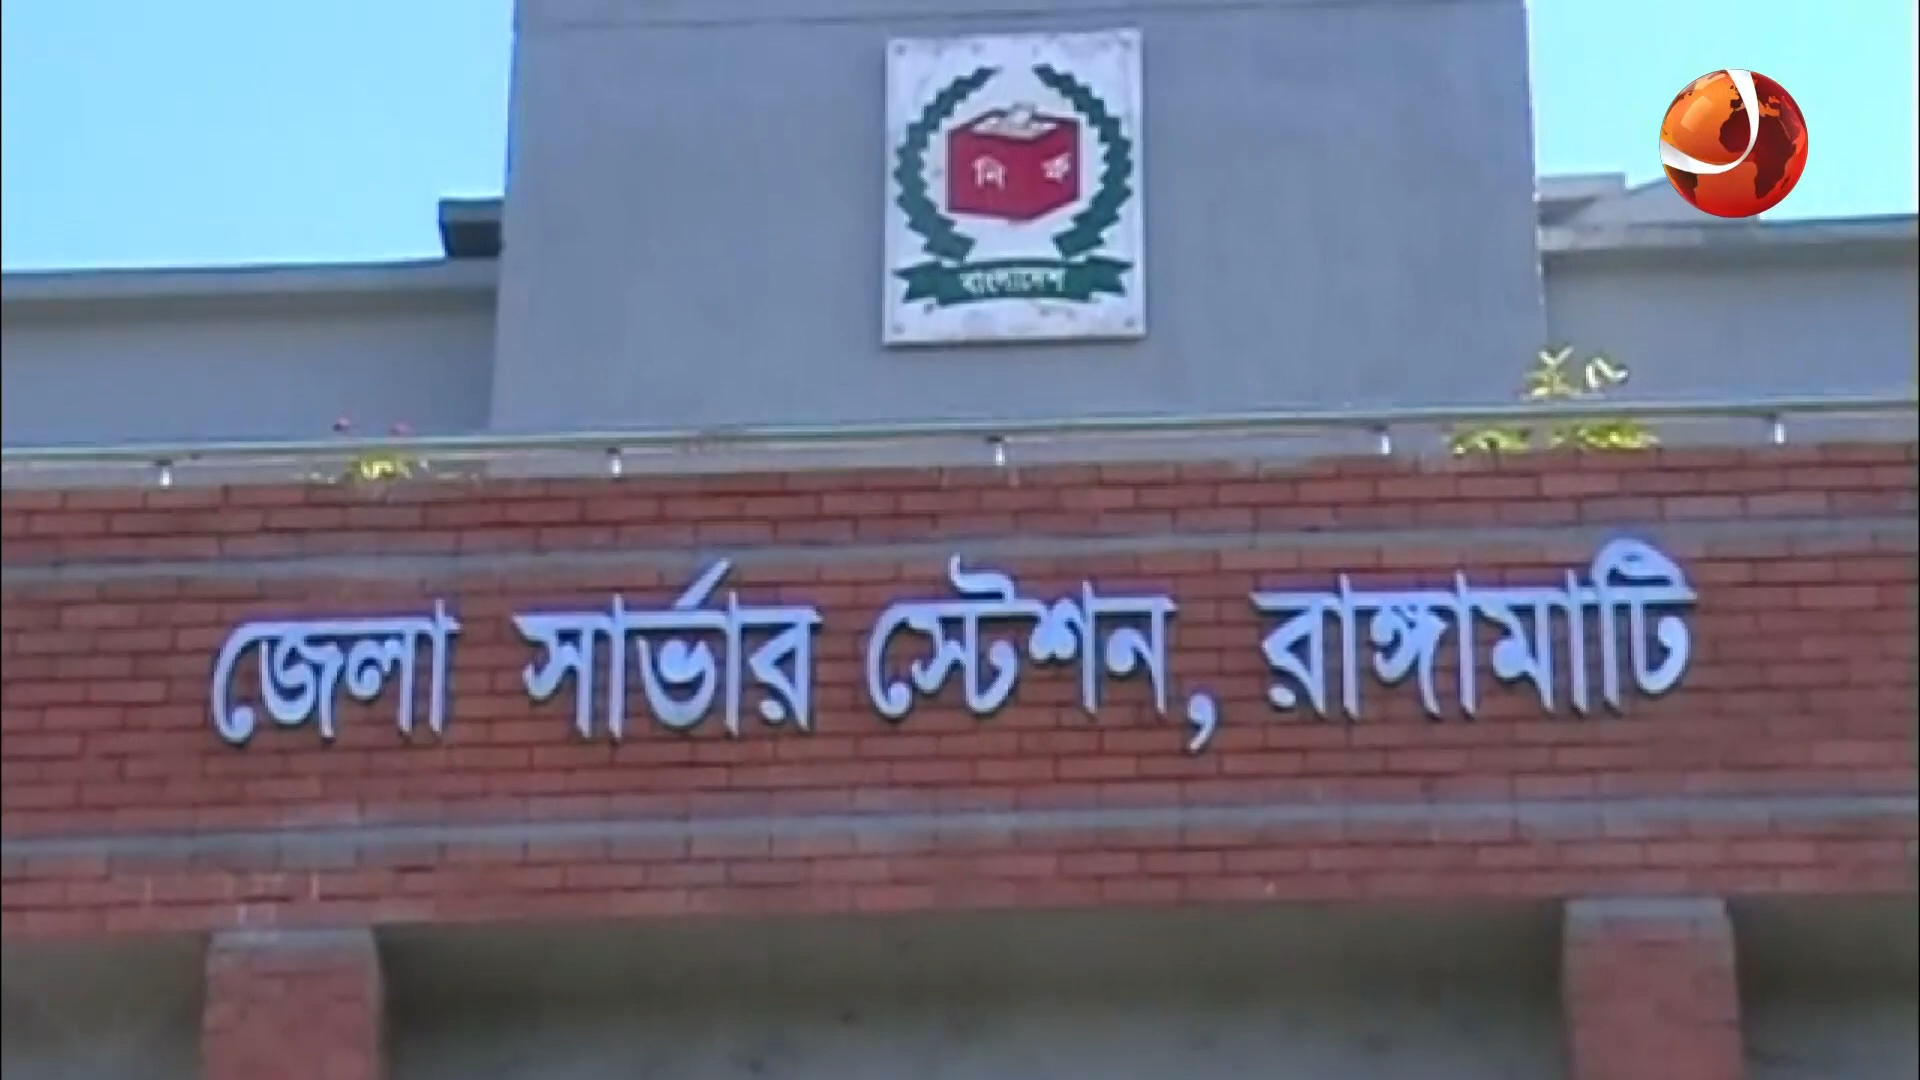 নি ক
বাংলাদেশ
জেলা সার্ভার স্টেশন, রাঙ্গামাটি